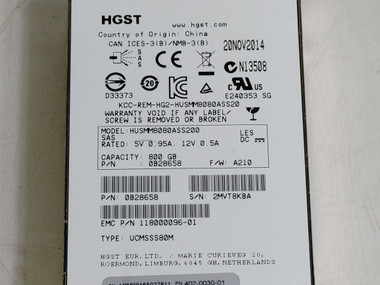 HGST
www.hgst.com
Country of Origin: China
CAN ICES-3(B)/NMB-3(B)
20NOV2014
SAS
N13508
D33373
E240353 SG
KCC-REM-HG2-HUSMM8080ASS20
WARRANTY VOID IF ANY LABEL/
SCREW IS REMOVED OR BROKEN
MODEL: HUSMM8080ASS200
LES
SAS
DC
RATED: 5V 0.95A, 12V 0.5A
CAPACITY: 800 GB
P/N: 0B28658
F/W: A210
P/N: 0B28658
S/N: 2MVT8KBA
EMC P/N: 118000096-01
TYPE: UCMSSS80M
HGST EUR. LTD. / MARIE CURIEVEG 20,
ROERMOND, LIMBURG, 6045 GH, NETHERLANDS